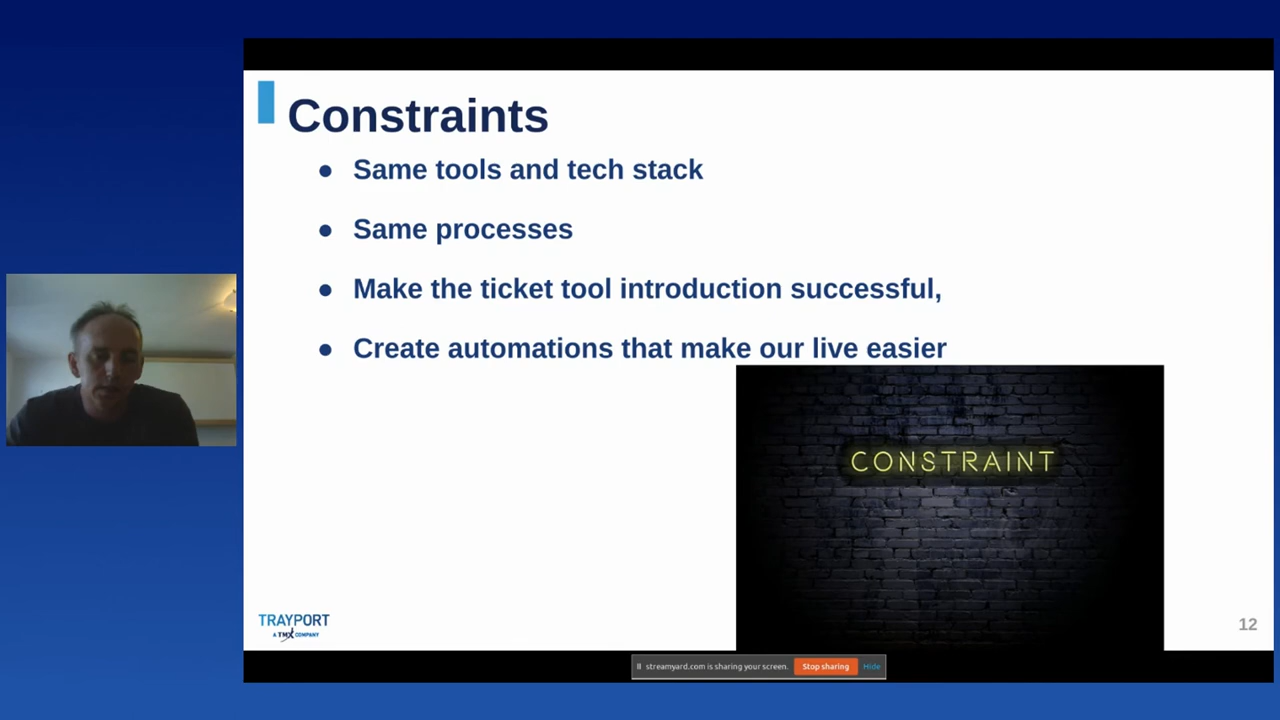 Constraints
● Same tools and tech stack
● Same processes
● Make the ticket tool introduction successful,
● Create automations that make our live easier
CONSTRAINT
TRAYPORT
A TMX COMPANY
12
streamyard.com is sharing your screen. Stop sharing Hide